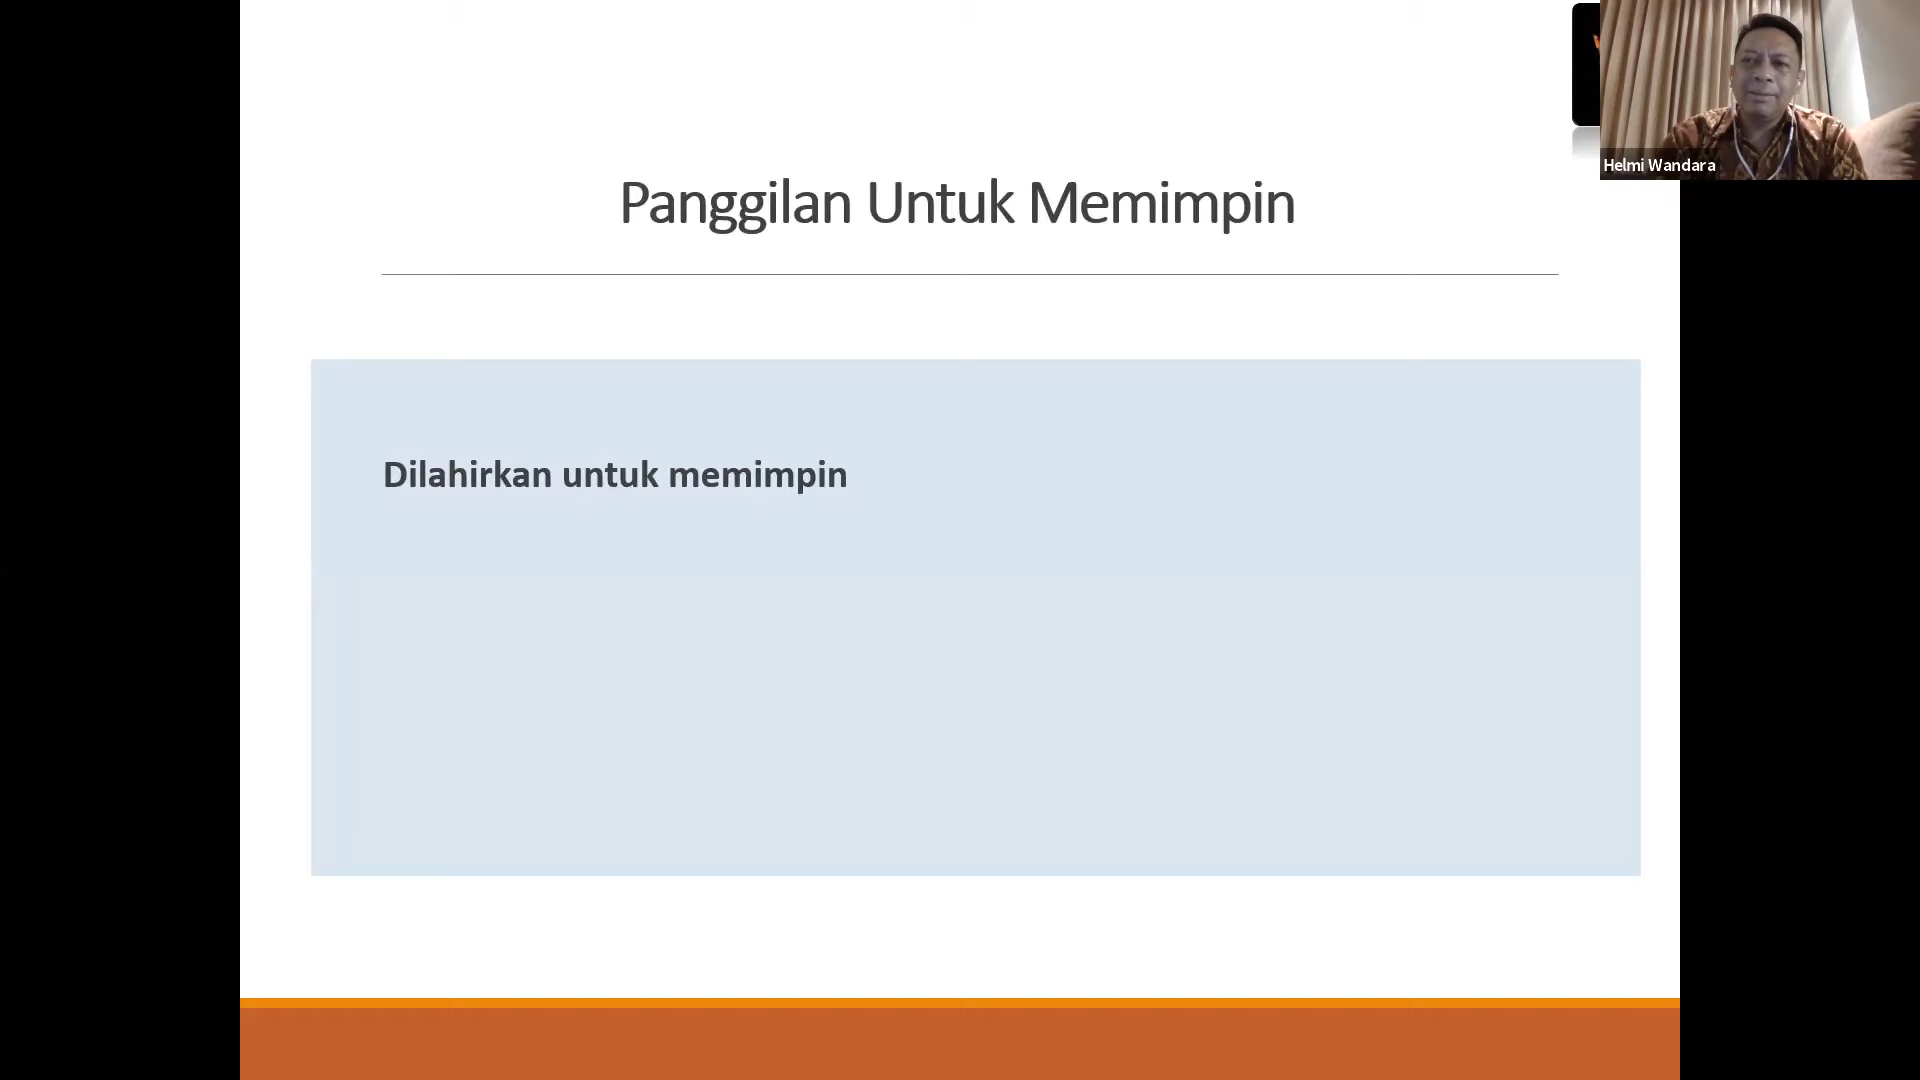 Panggilan Untuk Memimpin
Helmi Wandara
Dilahirkan untuk memimpin